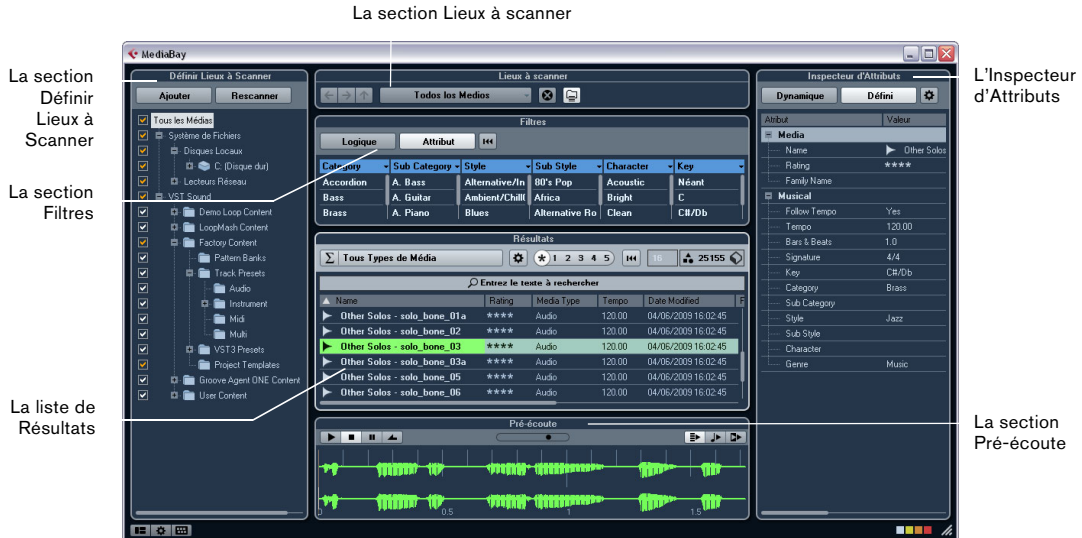 La section Lieux à scanner
La section
Définir
Lieux à
Scanner
La section
Filtres
La liste de
Résultats
MediaBay
Définir Lieux à Scanner
Ajouter Rescanner
Tous les Médias
Système de Fichiers
Disques Locaux
C: (Disque dur)
Lecteurs Réseau
VST Sound
Demo Loop Content
LoopMash Content
Factory Content
Pattern Banks
Track Presets
Audio
Instrument
Midi
Multi
VST3 Presets
Project Templates
Groove Agent ONE Content
User Content
Lieux à scanner
Todos los Medios
Filtres
Logique Attribut
Category Sub Category Style Sub Style Character Key
Accordion A. Bass Alternative/In 80's Pop Acoustic Néant
Bass A. Guitar Ambient/Chill( Africa Bright C
Brass A. Piano Blues Alternative Ro Clean C#/Db
Résultats
Tous Types de Média * 1 2 3 4 5 16 25155
Entrez le texte à rechercher
Name Rating Media Type Tempo Date Modified F
Other Solos - solo_bone_01a **** Audio 120.00 04/06/2009 16:02:45
Other Solos - solo_bone_02 **** Audio 120.00 04/06/2009 16:02:45
Other Solos - solo_bone_03 **** Audio 120.00 04/06/2009 16:02:45
Other Solos - solo_bone_03a **** Audio 120.00 04/06/2009 16:02:45
Other Solos - solo_bone_05 **** Audio 120.00 04/06/2009 16:02:45
Other Solos - solo_bone_06 **** Audio 120.00 04/06/2009 16:02:45
Pré-écoute
0 0.5 1 1.5
Inspecteur d'Attributs
Dynamique Défini
Atribut Valeur
Media
Name Other Solos
Rating ****
Family Name
Musical
Follow Tempo Yes
Tempo 120.00
Bars & Beats 1.0
Signature 4/4
Key C#/Db
Category Brass
Sub Category
Style Jazz
Sub Style
Character
Genre Music
L'Inspecteur
d'Attributs
La section
Pré-écoute